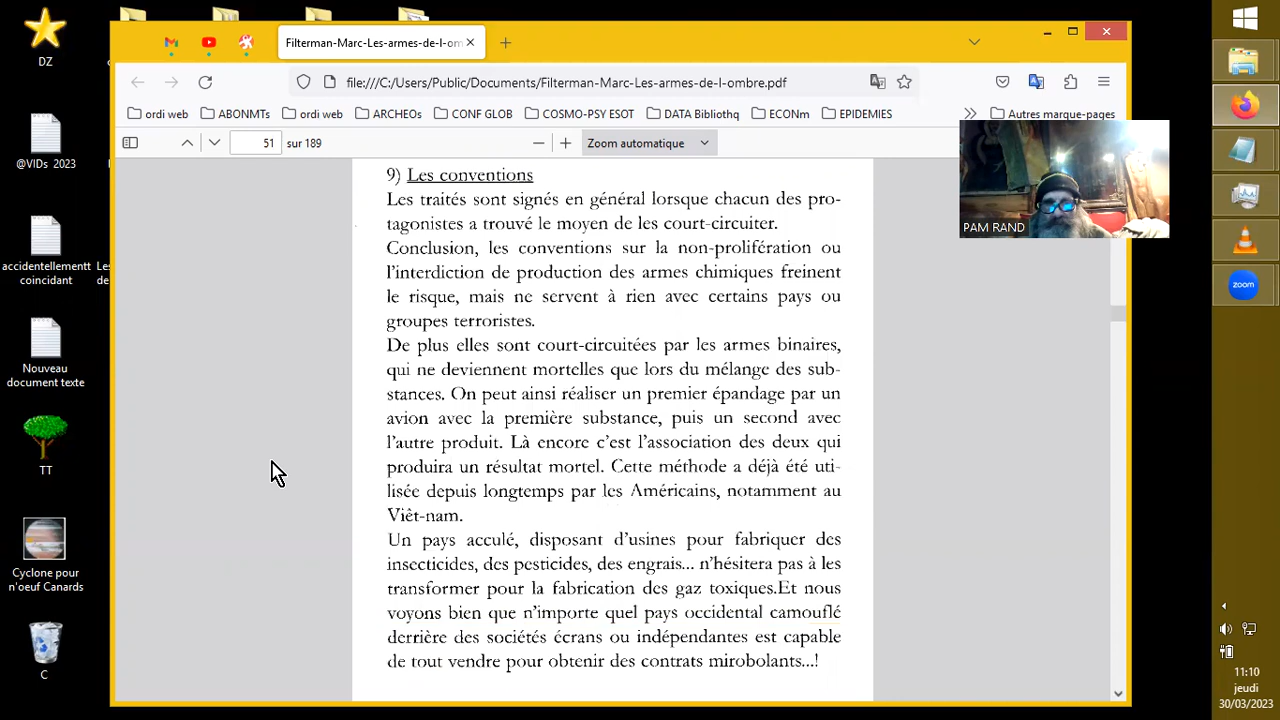 DZ
@VIDs 2023
accidentellementt
coincidant
Nouveau
document texte
TT
Cyclone pour
n'oeuf Canards
C
Filterman-Marc-Les-armes-de-l-om
file:///C:/Users/Public/Documents/Filterman-Marc-Les-armes-de-l-ombre.pdf
ordi web
ABONMTs
ordi web
ARCHEOs
CONF GLOB
COSMO-PSY ESOT
DATA Bibliothq
ECONm
EPIDEMIES
Autres marque-pages
51 sur 189
Zoom automatique
9) Les conventions
Les traités sont signés en général lorsque chacun des pro-
tagonistes a trouvé le moyen de les court-circuiter.
Conclusion, les conventions sur la non-prolifération ou
l'interdiction de production des armes chimiques freinent
le risque, mais ne servent à rien avec certains pays ou
groupes terroristes.
De plus elles sont court-circuitées par les armes binaires,
qui ne deviennent mortelles que lors du mélange des sub-
stances. On peut ainsi réaliser un premier épandage par un
avion avec la première substance, puis un second avec
l'autre produit. Là encore c'est l'association des deux qui
produira un résultat mortel. Cette méthode a déjà été uti-
lisée depuis longtemps par les Américains, notamment au
Viêt-nam.
Un pays acculé, disposant d'usines pour fabriquer des
insecticides, des pesticides, des engrais... n'hésitera pas à les
transformer pour la fabrication des gaz toxiques.Et nous
voyons bien que n'importe quel pays occidental camouflé
derrière des sociétés écrans ou indépendantes est capable
de tout vendre pour obtenir des contrats mirobolants...!
PAM RAND
zoom
11:10
jeudi
30/03/2023